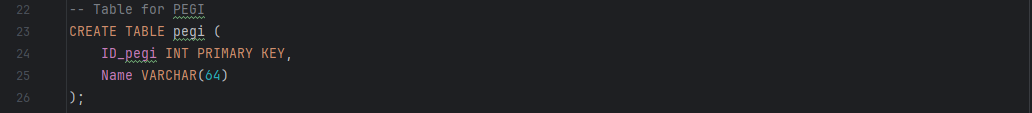 22 -- Table for PEGI
23 CREATE TABLE pegi (
24     ID_pegi INT PRIMARY KEY,
25     Name VARCHAR(64)
26 );